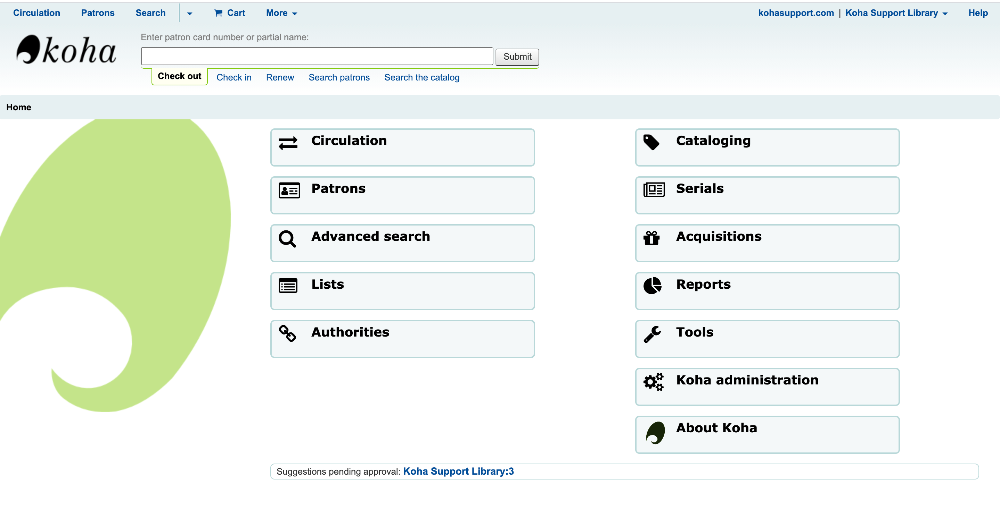 Circulation Patrons Search Cart More kohasupport.com | Koha Support Library Help
koha
Enter patron card number or partial name:
Submit
Check out Check in Renew Search patrons Search the catalog
Home
Circulation
Cataloging
Patrons
Serials
Advanced search
Acquisitions
Lists
Reports
Authorities
Tools
Koha administration
About Koha
Suggestions pending approval: Koha Support Library:3